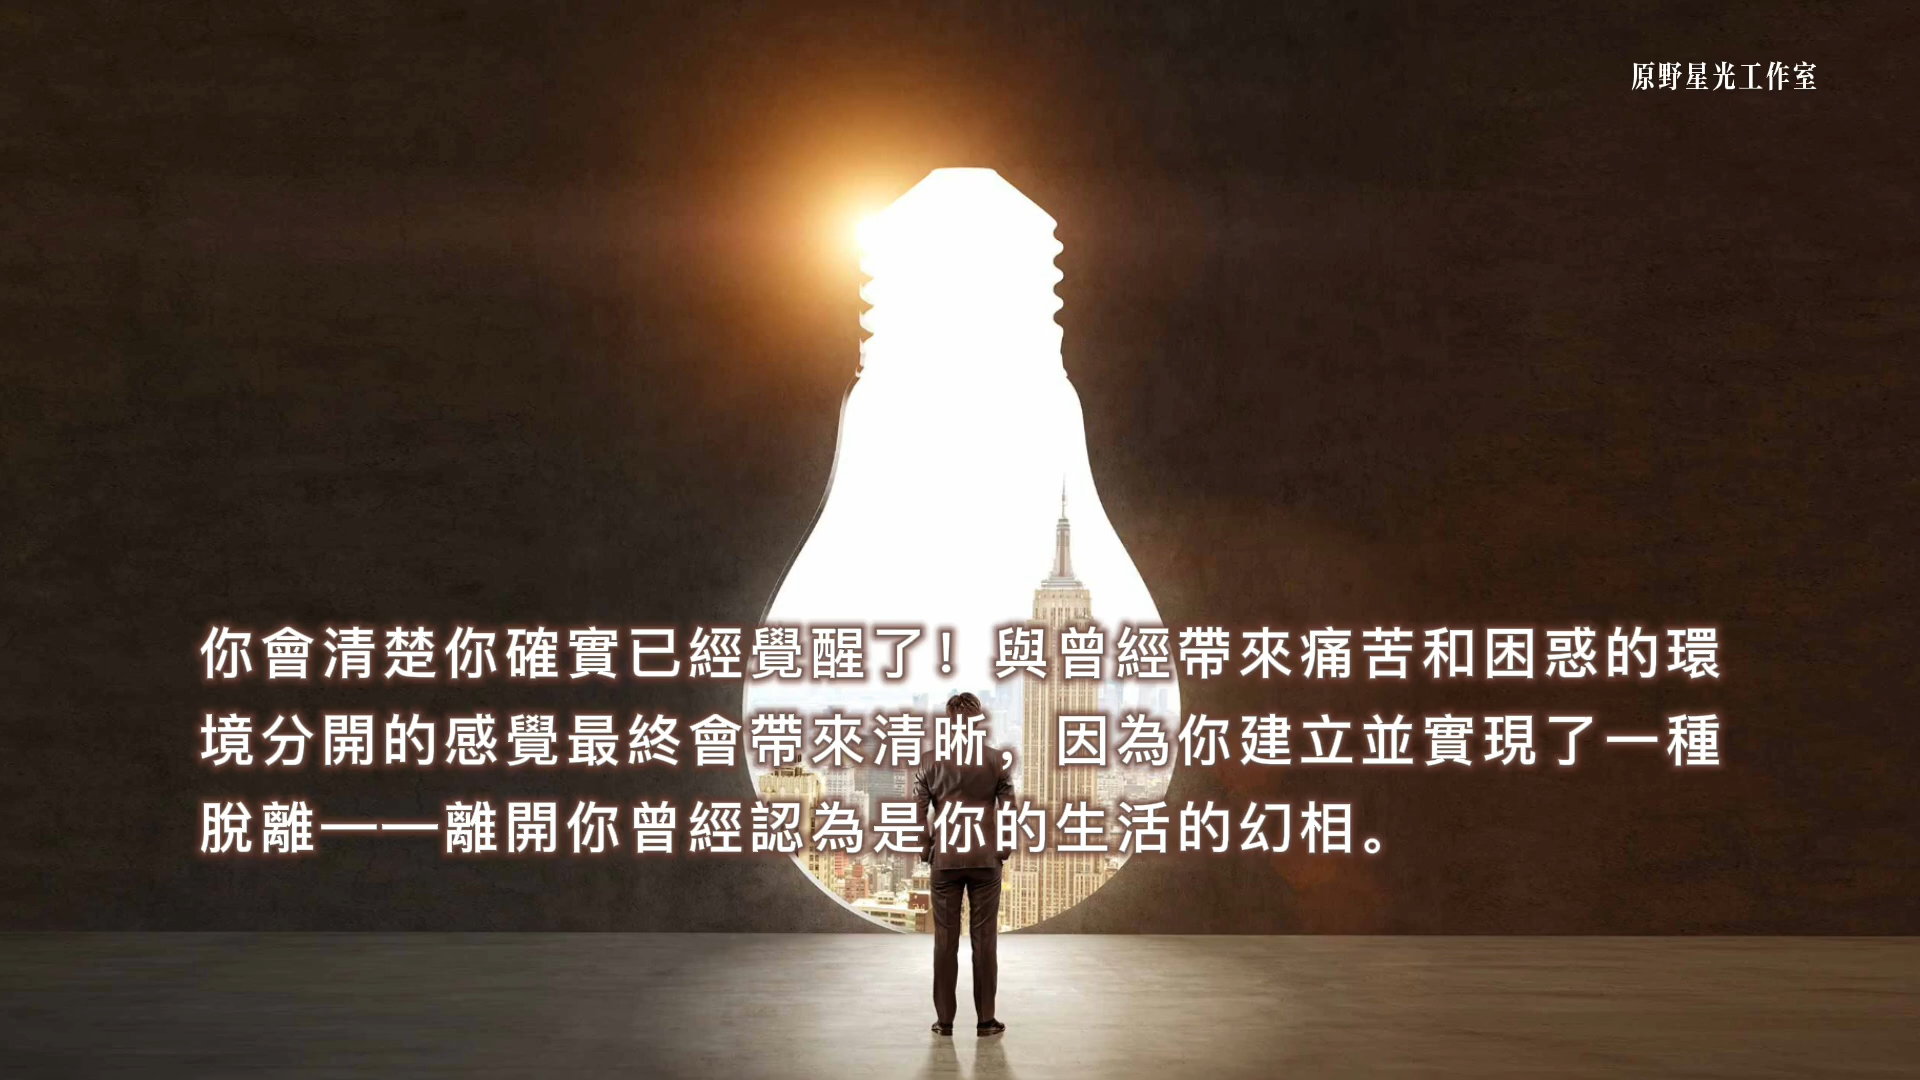 原野星光工作室
你會清楚你確實已經覺醒了！與曾經帶來痛苦和困惑的環
境分開的感覺最終會帶來清晰，因為你建立並實現了一種
脫離——離開你曾經認為是你的生活的幻相。